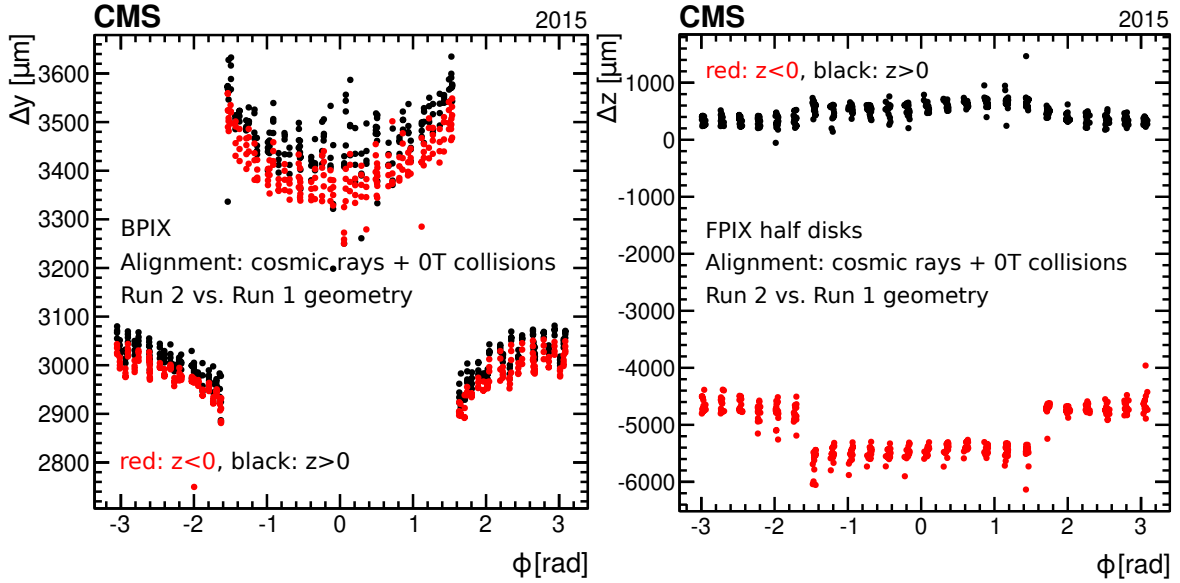 CMS
2015
Δy [μm]
3600
3500
3400
3300
3200
3100
3000
2900
2800
BPIX
Alignment: cosmic rays + 0T collisions
Run 2 vs. Run 1 geometry
red: z<0, black: z>0
-3
-2
-1
0
1
2
3
ϕ[rad]
CMS
2015
Δz [μm]
red: z<0, black: z>0
1000
0
-1000
-2000
-3000
-4000
-5000
-6000
FPIX half disks
Alignment: cosmic rays + 0T collisions
Run 2 vs. Run 1 geometry
-3
-2
-1
0
1
2
3
ϕ[rad]